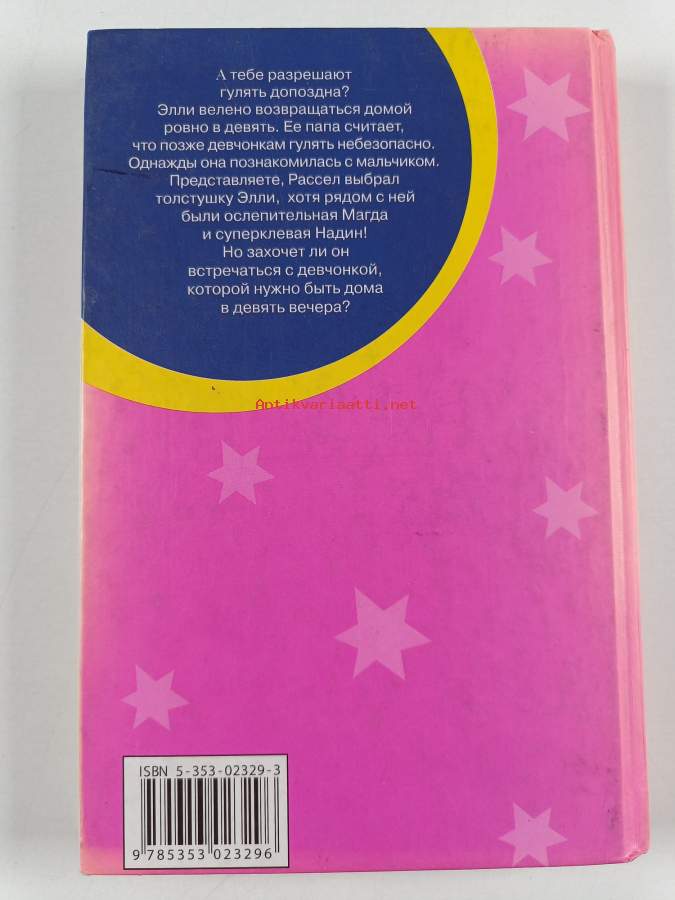 А тебе разрешают
гулять допоздна?
Элли велено возвращаться домой
ровно в девять. Ее папа считает,
что позже девчонкам гулять небезопасно.
Однажды она познакомилась с мальчиком.
Представляете, Рассел выбрал
толстушку Элли, хотя рядом с ней
были ослепительная Магда
и суперклевая Надин!
Но захочет ли он
встречаться с девчонкой,
которой нужно быть дома
в девять вечера?
Antikvariaatti.net
ISBN 5-353-02329-3
9 785353 023296